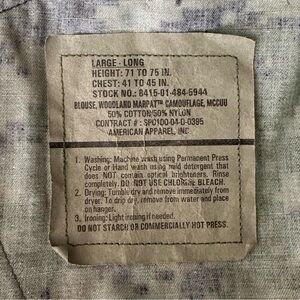 LARGE - LONG
HEIGHT: 71 TO 75 IN.
CHEST: 41 TO 45 IN.
STOCK NO.: 8415-01-484-5944
BLOUSE, WOODLAND MARPAT™ CAMOUFLAGE, MCCUU
50% COTTON/50% NYLON
CONTRACT #: SPO100-04-D-0395
AMERICAN APPAREL, INC
1. Washing: Machine wash using Permanent Press
Cycle or Hand wash using mild detergent that
does NOT contain optical brighteners. Rinse
completely. DO NOT USE CHLORINE BLEACH.
2. Drying: Tumble dry and remove immediately from
dryer. To drip dry, remove from water and place
on hanger.
3. Ironing: Light ironing if needed.
DO NOT STARCH OR COMMERCIALLY HOT PRESS.